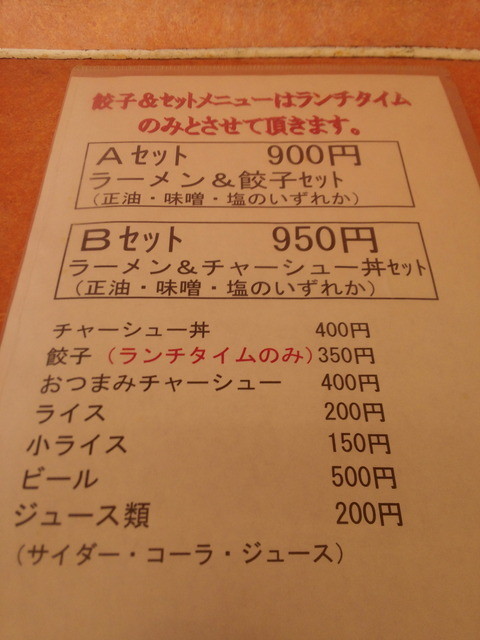 餃子&セットメニューはランチタイム
のみとさせて頂きます。
Aセット 900円
ラーメン&餃子セット
(正油・味噌・塩のいずれか)
Bセット 950円
ラーメン&チャーシュー丼セット
(正油・味噌・塩のいずれか)
チャーシュー丼 400円
餃子(ランチタイムのみ)350円
おつまみチャーシュー 400円
ライス 200円
小ライス 150円
ビール 500円
ジュース類 200円
(サイダー・コーラ・ジュース)